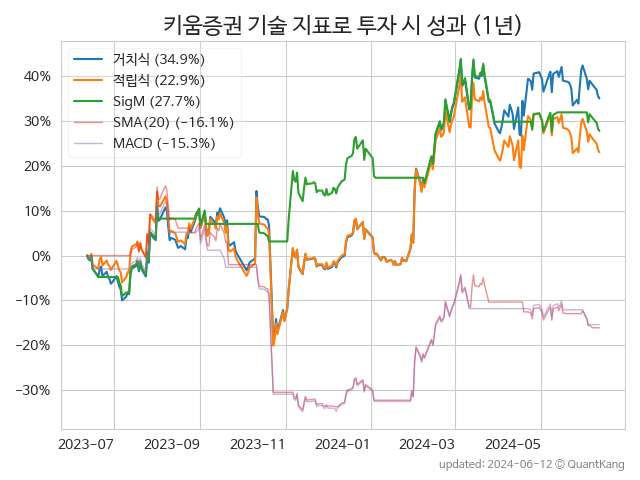 키움증권 기술 지표로 투자 시 성과 (1년)
거치식 (34.9%)
적립식 (22.9%)
SigM (27.7%)
SMA(20) (−16.1%)
MACD (−15.3%)
40%
30%
20%
10%
0%
−10%
−20%
−30%
2023-07 2023-09 2023-11 2024-01 2024-03 2024-05
updated: 2024-06-12 © QuantKang